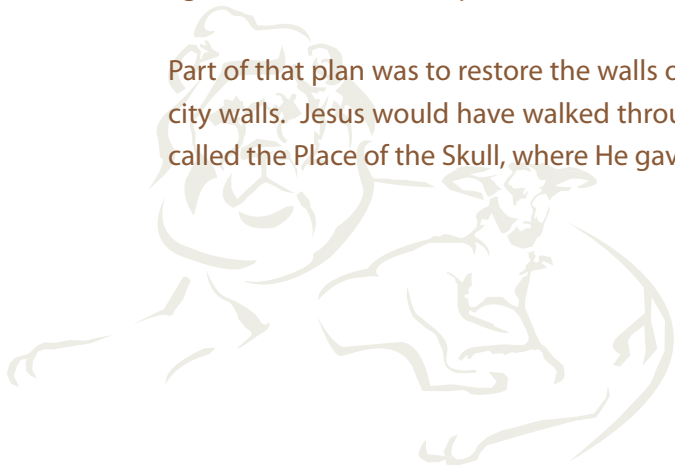 Part of that plan was to restore the walls
city walls.  Jesus would have walked
called the Place of the Skull, where He